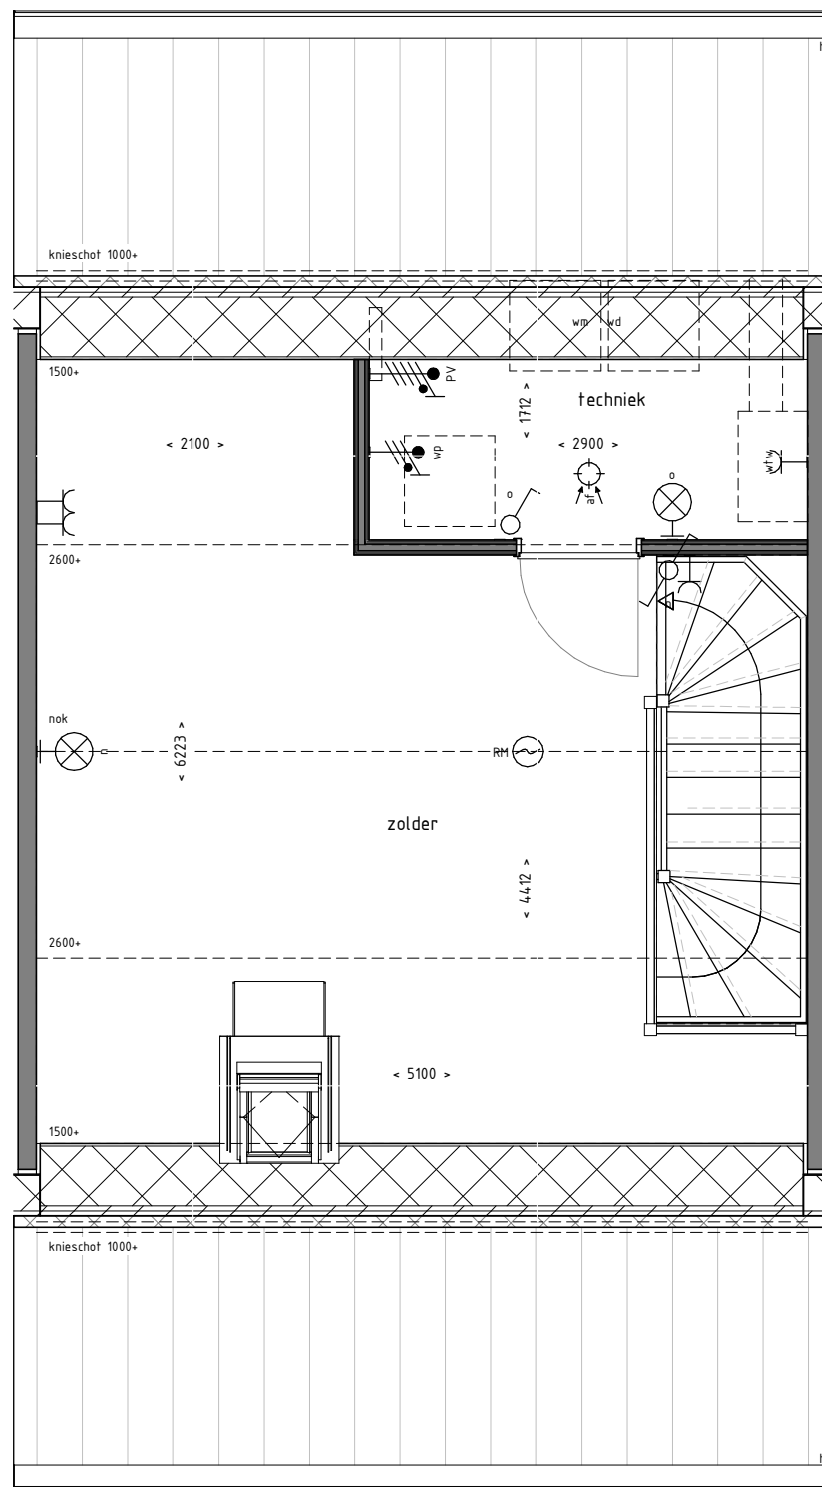 h
knieschot 1000+
wm wd
1500+
PV
techniek
< 1712 >
< 2100 >
< 2900 >
wp
wtw
o
o
af
2600+
nok
n
< 6223 >
RM
zolder
< 4412 >
2600+
< 5100 >
1500+
knieschot 1000+
h